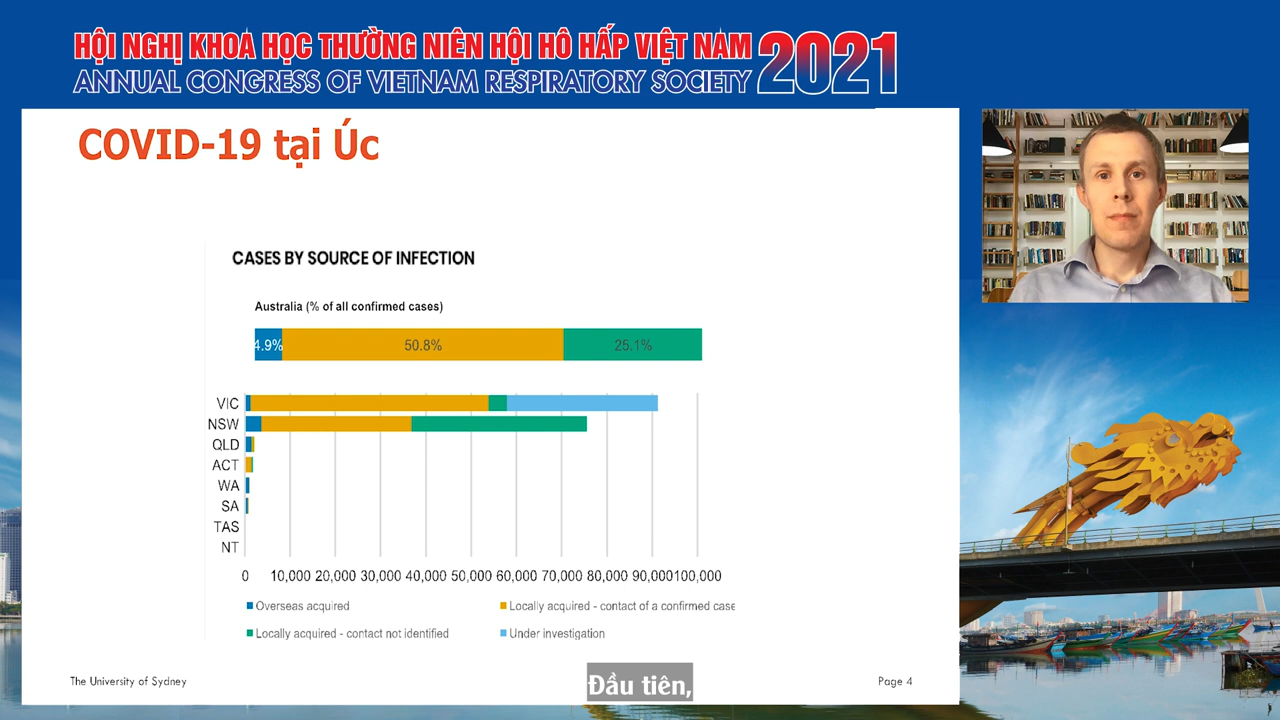 HỘI NGHỊ KHOA HỌC THƯỜNG NIÊN HỘI HÔ HẤP VIỆT NAM 2021
ANNUAL CONGRESS OF VIETNAM RESPIRATORY SOCIETY
COVID-19 tại Úc
CASES BY SOURCE OF INFECTION
Australia (% of all confirmed cases)
4.9% 50.8% 25.1%
VIC
NSW
QLD
ACT
WA
SA
TAS
NT
0 10,000 20,000 30,000 40,000 50,000 60,000 70,000 80,000 90,000 100,000
Overseas acquired
Locally acquired - contact of a confirmed case
Locally acquired - contact not identified
Under investigation
The University of Sydney
Đầu tiên,
Page 4